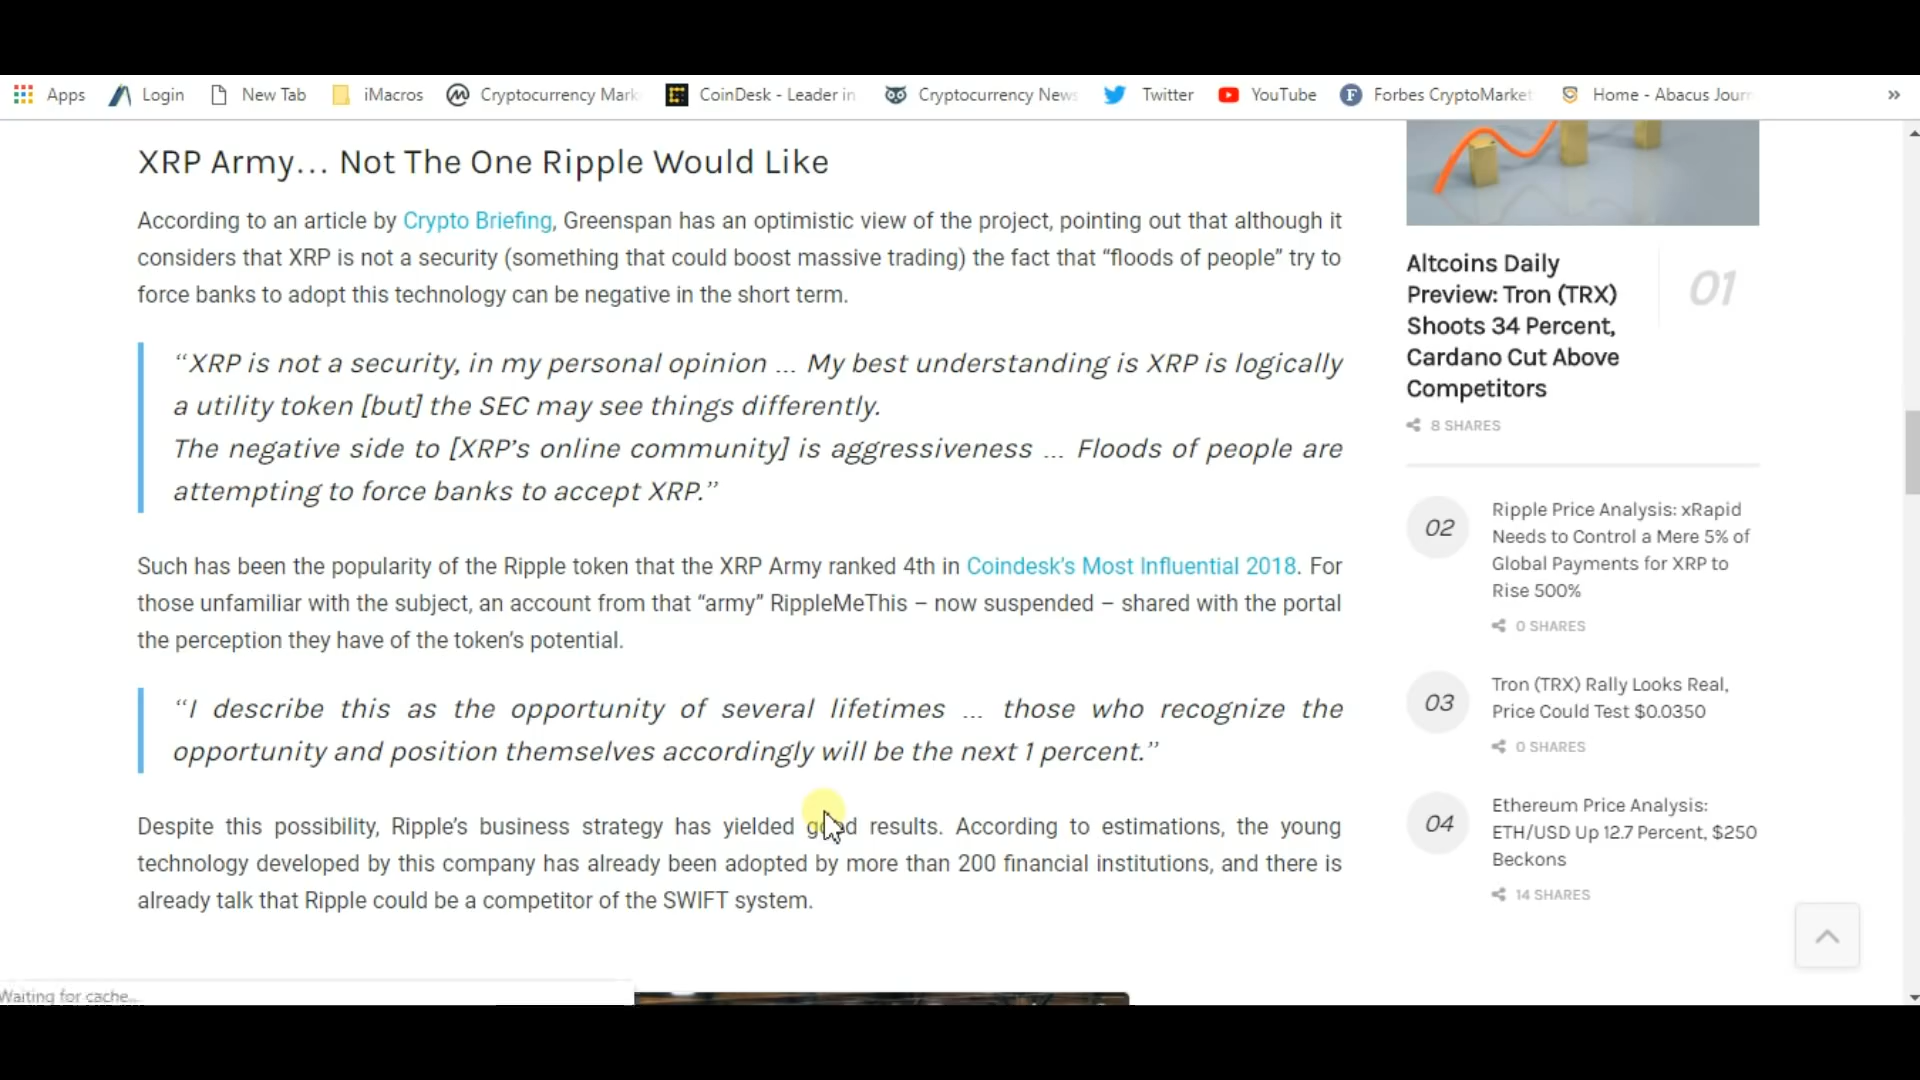 Apps Login New Tab iMacros Cryptocurrency Mark CoinDesk - Leader in Cryptocurrency News Twitter YouTube Forbes CryptoMarket Home - Abacus Journ »
XRP Army… Not The One Ripple Would Like
According to an article by Crypto Briefing, Greenspan has an optimistic view of the project, pointing out that although it
considers that XRP is not a security (something that could boost massive trading) the fact that “floods of people” try to
force banks to adopt this technology can be negative in the short term.
“XRP is not a security, in my personal opinion … My best understanding is XRP is logically
a utility token [but] the SEC may see things differently.
The negative side to [XRP’s online community] is aggressiveness … Floods of people are
attempting to force banks to accept XRP.”
Such has been the popularity of the Ripple token that the XRP Army ranked 4th in Coindesk’s Most Influential 2018. For
those unfamiliar with the subject, an account from that “army” RippleMeThis – now suspended – shared with the portal
the perception they have of the token’s potential.
“I describe this as the opportunity of several lifetimes … those who recognize the
opportunity and position themselves accordingly will be the next 1 percent.”
Despite this possibility, Ripple’s business strategy has yielded good results. According to estimations, the young
technology developed by this company has already been adopted by more than 200 financial institutions, and there is
already talk that Ripple could be a competitor of the SWIFT system.
Waiting for cache...
Altcoins Daily
Preview: Tron (TRX)
Shoots 34 Percent,
Cardano Cut Above
Competitors
01
8 SHARES
02
Ripple Price Analysis: xRapid
Needs to Control a Mere 5% of
Global Payments for XRP to
Rise 500%
0 SHARES
03
Tron (TRX) Rally Looks Real,
Price Could Test $0.0350
0 SHARES
04
Ethereum Price Analysis:
ETH/USD Up 12.7 Percent, $250
Beckons
14 SHARES